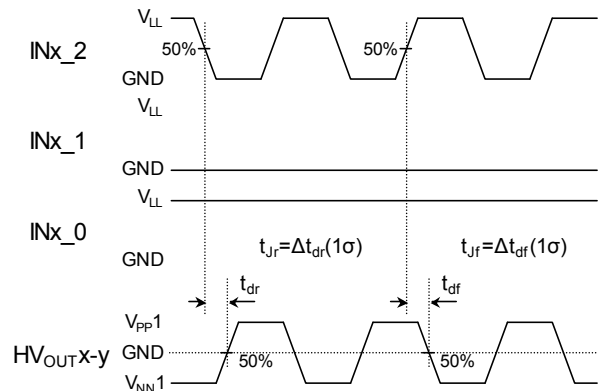 V_LL
INx_2
50%
50%
GND
V_LL
INx_1
GND
V_LL
INx_0
t_Jr=Δt_dr(1σ)
t_Jf=Δt_df(1σ)
GND
t_dr
t_df
V_PP1
HV_OUTx-y
GND
50%
50%
V_NN1